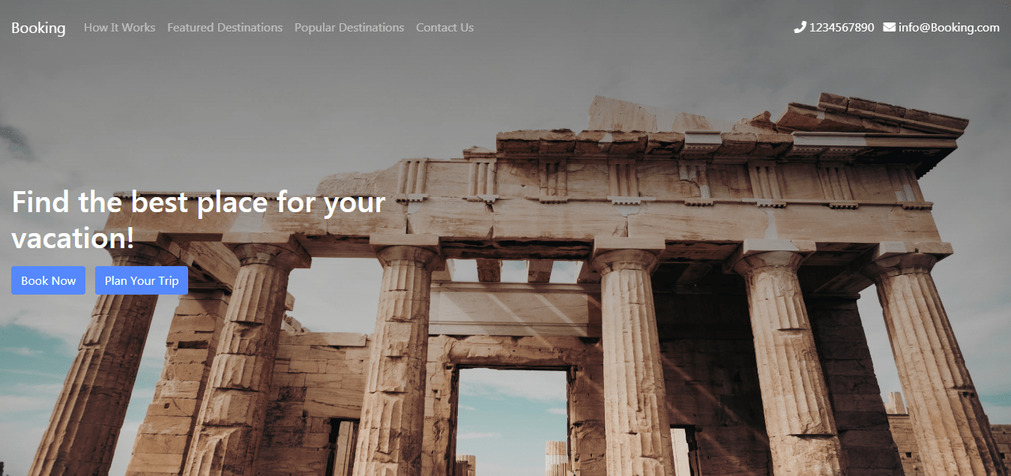 Booking How It Works Featured Destinations Popular Destinations Contact Us 1234567890 info@Booking.com
Find the best place for your
vacation!
Book Now Plan Your Trip